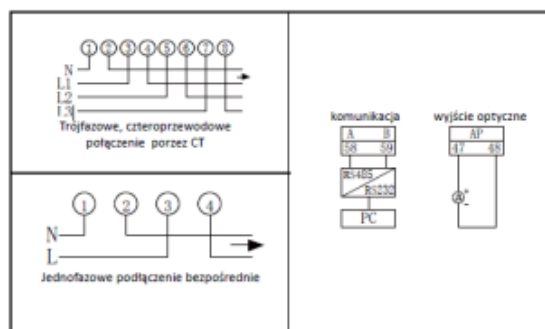 1 2 3 4 5 6 7 8
N
L1
L2
L3
Trójfazowe, czteroprzewodowe
połączenie porzez CT
1 2 3 4
N
L
Jednofazowe podłączenie bezpośrednie
komunikacja
A B
58 59
RS485
RS232
PC
wyjście optyczne
AP
47 48
A
+
-